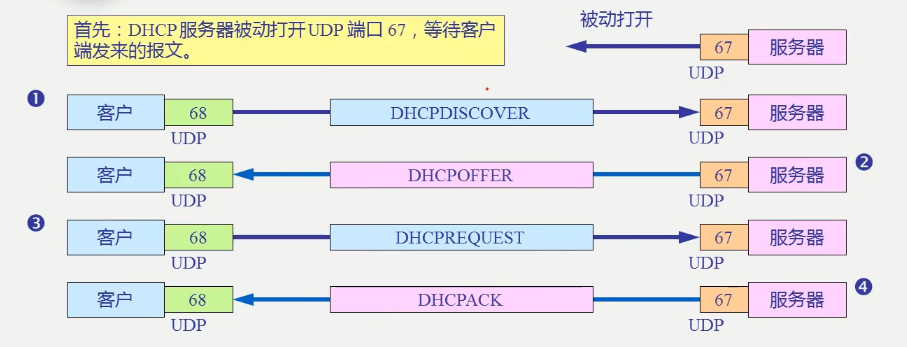 首先：DHCP 服务器被动打开 UDP 端口 67，等待客户
端发来的报文。
被动打开
67 服务器
UDP
❶ 客户 68 DHCPDISCOVER 67 服务器
UDP UDP
客户 68 DHCPOFFER 67 服务器 ❷
UDP UDP
❸ 客户 68 DHCPREQUEST 67 服务器
UDP UDP
客户 68 DHCPACK 67 服务器 ❹
UDP UDP